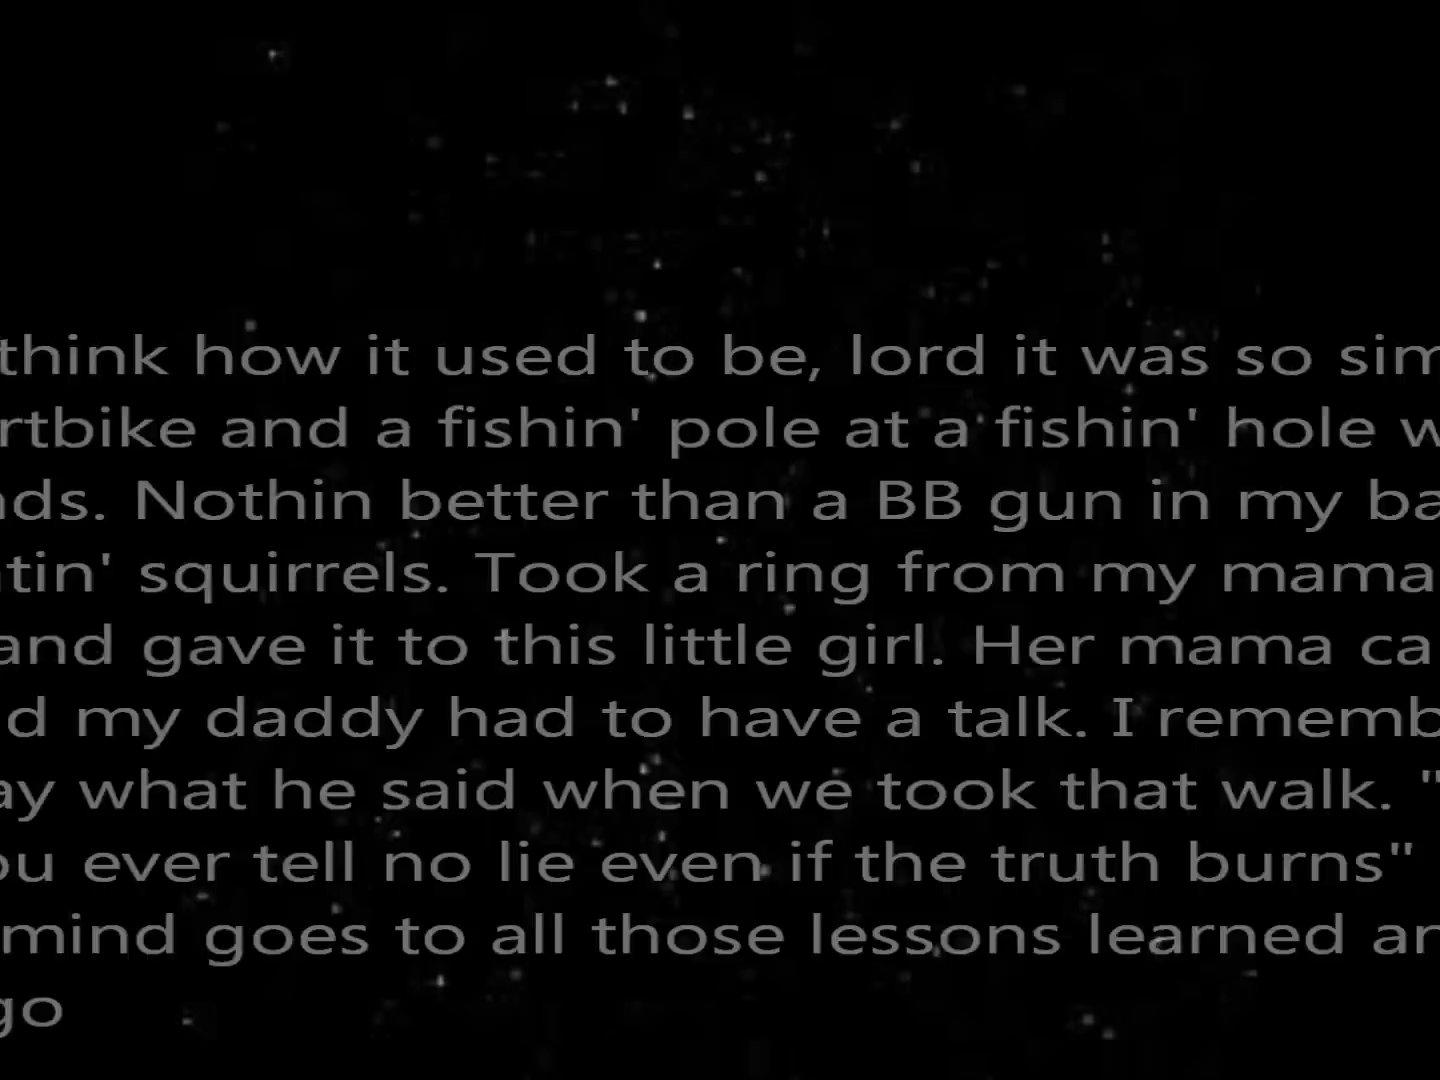 think how it used to be, lord it was so sim
rtbike and a fishin' pole at a fishin' hole w
nds. Nothin better than a BB gun in my ba
tin' squirrels. Took a ring from my mama
and gave it to this little girl. Her mama ca
d my daddy had to have a talk. I rememb
ay what he said when we took that walk. "
ou ever tell no lie even if the truth burns"
mind goes to all those lessons learned an
go